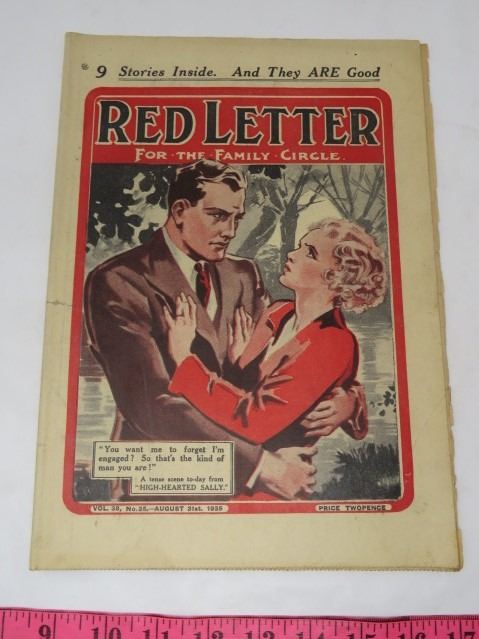 9 Stories Inside. And They ARE Good
RED LETTER
FOR · THE · FAMILY · CIRCLE.
"You want me to forget I'm
engaged? So that's the kind of
man you are!"
A tense scene to-day from
"HIGH-HEARTED SALLY."
VOL. 38, No. 25.—AUGUST 31st. 1935
PRICE TWOPENCE
9 10 11 12 13 14 15 16 17